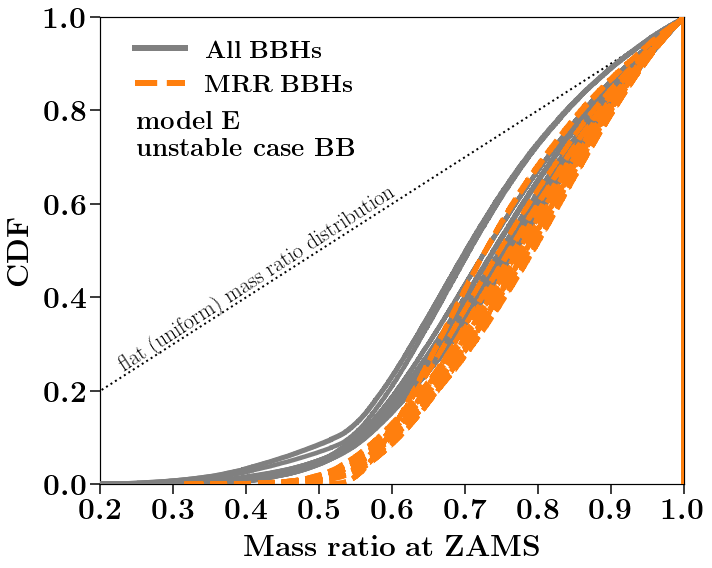 1.0
0.8
0.6
0.4
0.2
0.0
CDF
All BBHs
MRR BBHs
model E
unstable case BB
flat (uniform) mass ratio distribution
0.2 0.3 0.4 0.5 0.6 0.7 0.8 0.9 1.0
Mass ratio at ZAMS